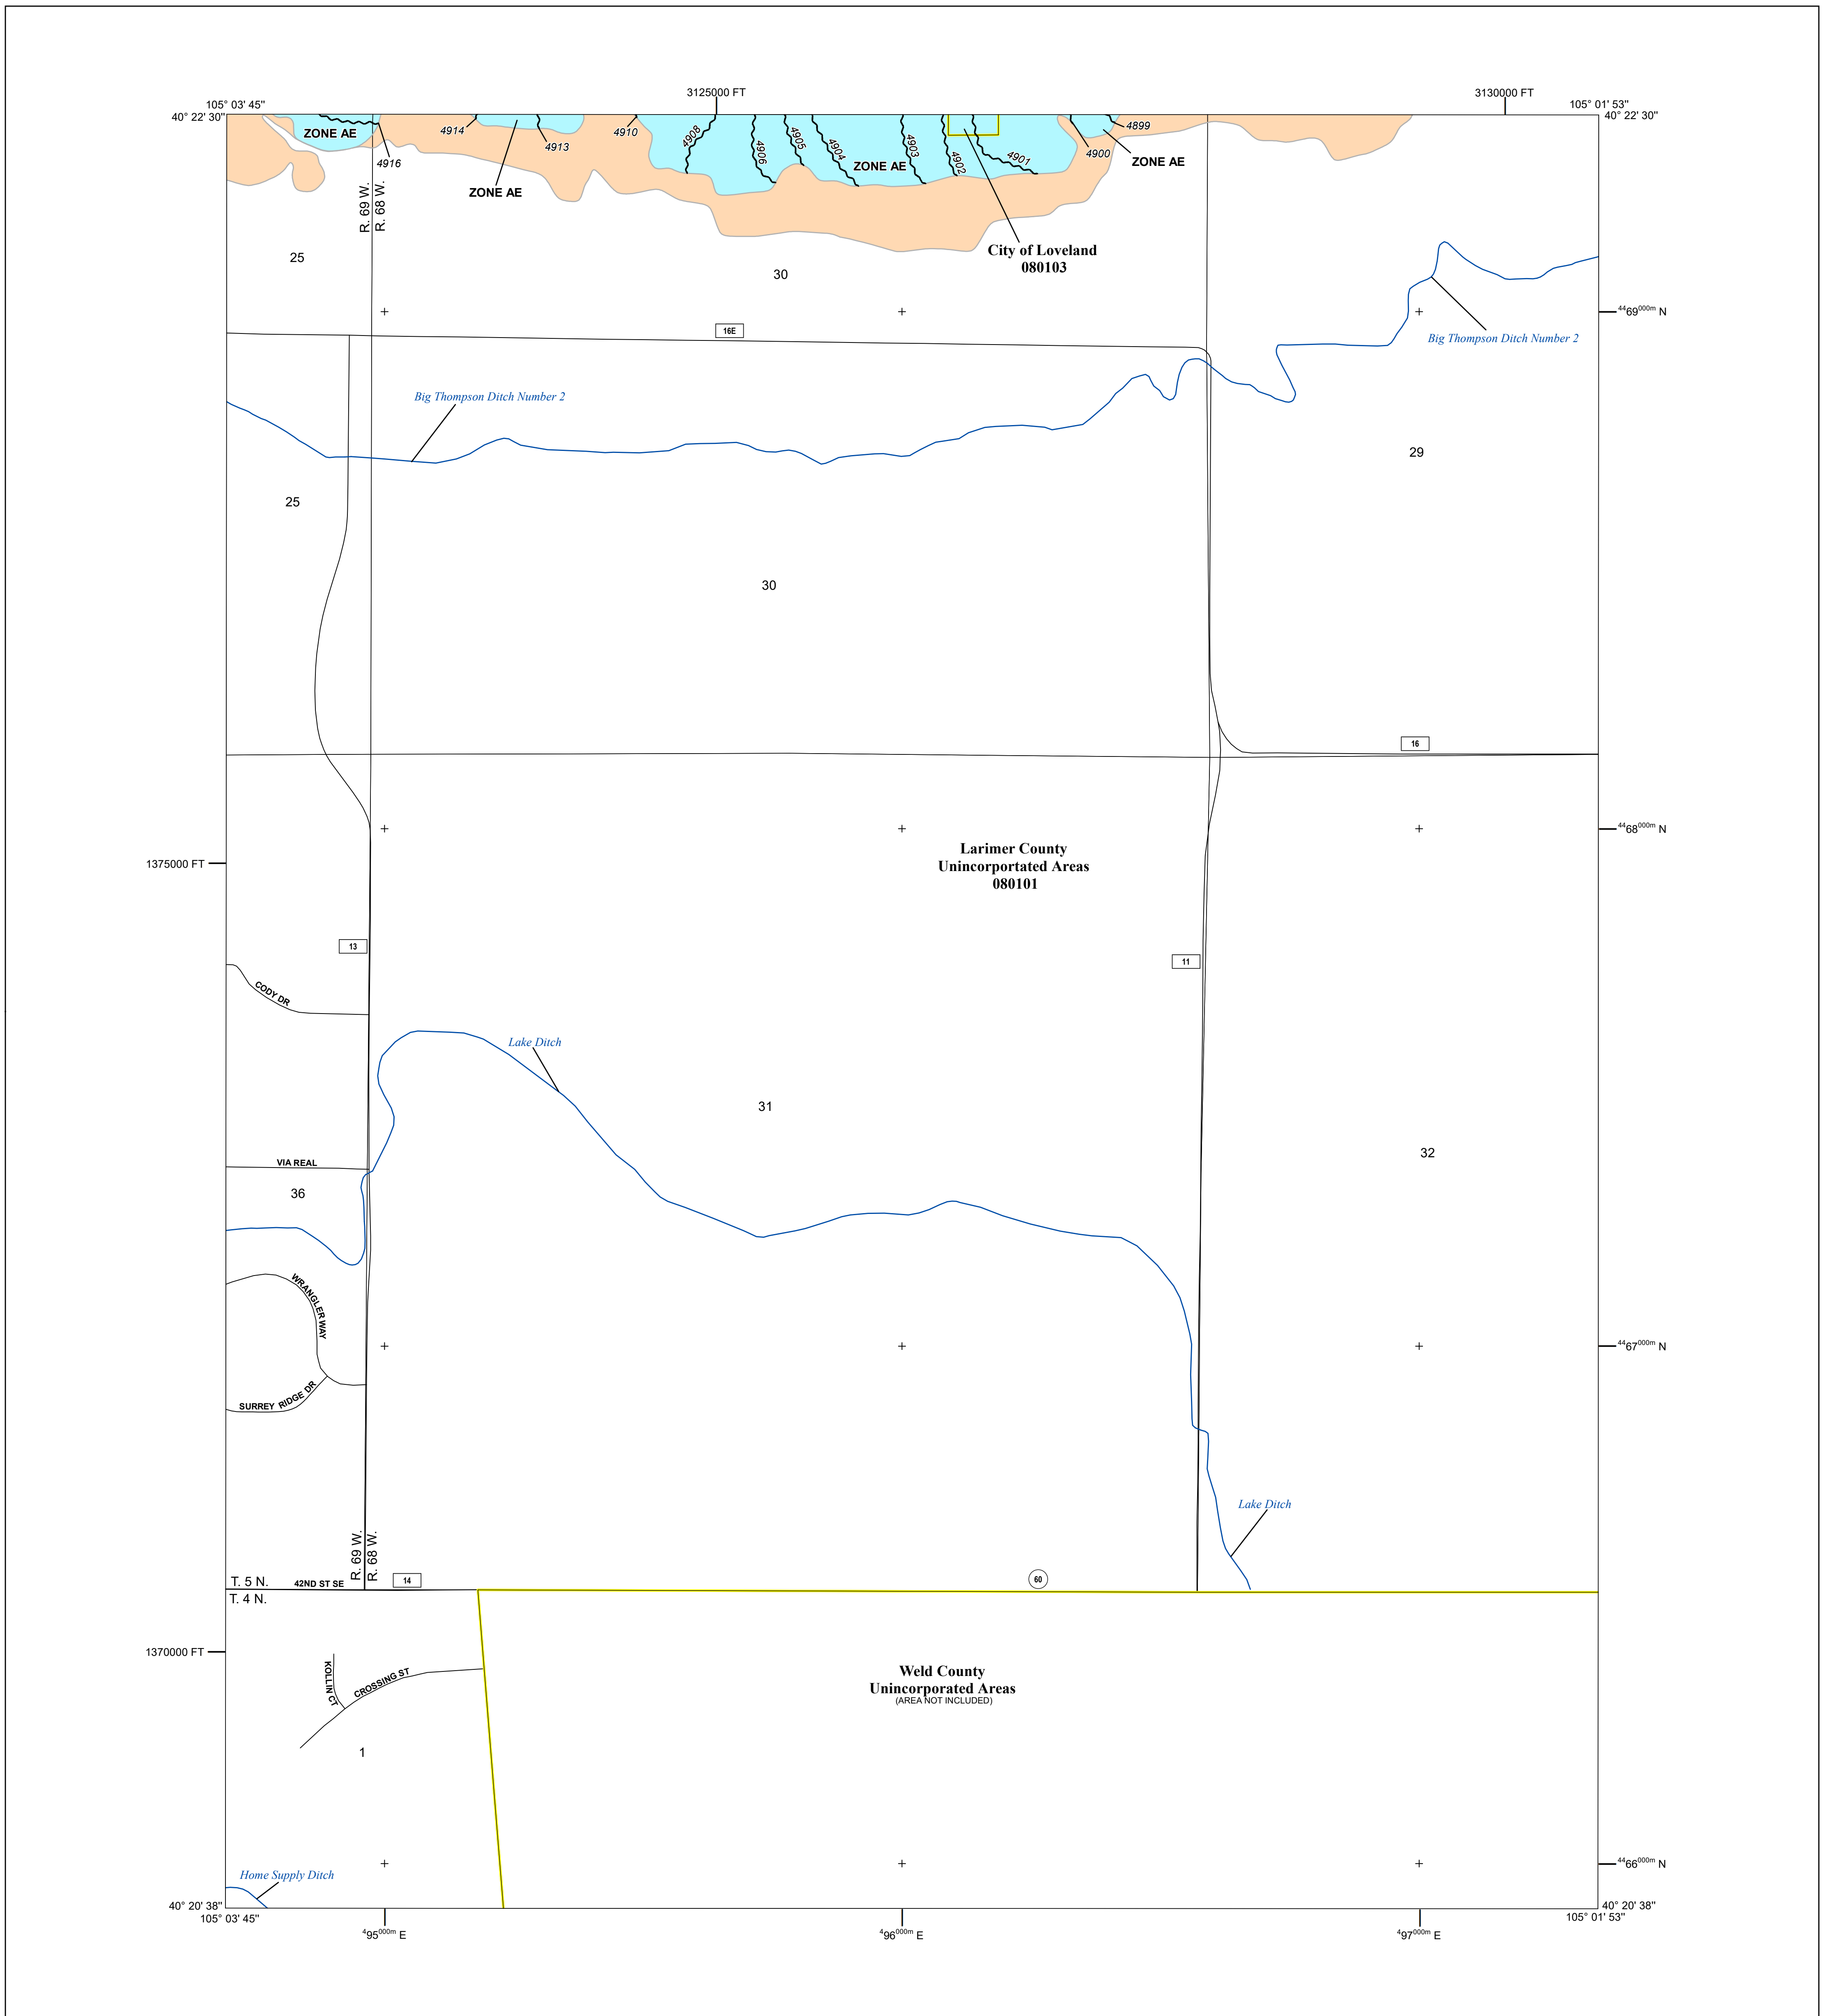 3125000 FT
3130000 FT
105° 03' 45"
105° 01' 53"
40° 22' 30"
40° 22' 30"
ZONE AE
4916
4914
4913
ZONE AE
4910
4908
4906
4905
4904
ZONE AE
4903
4902
4901
4900
4899
ZONE AE
R. 69 W.
R. 68 W.
City of Loveland
080103
25
30
4469000m N
16E
Big Thompson Ditch Number 2
Big Thompson Ditch Number 2
29
25
30
16
4468000m N
Larimer County
Unincorportated Areas
080101
1375000 FT
13
11
CODY DR
Lake Ditch
31
32
VIA REAL
36
WRANGLER WAY
4467000m N
SURREY RIDGE DR
Lake Ditch
R. 69 W.
R. 68 W.
T. 5 N.
42ND ST SE
14
60
T. 4 N.
1370000 FT
KOLLIN CT
CROSSING ST
Weld County
Unincorporated Areas
(AREA NOT INCLUDED)
1
4466000m N
Home Supply Ditch
40° 20' 38"
40° 20' 38"
105° 03' 45"
105° 01' 53"
495000m E
496000m E
497000m E